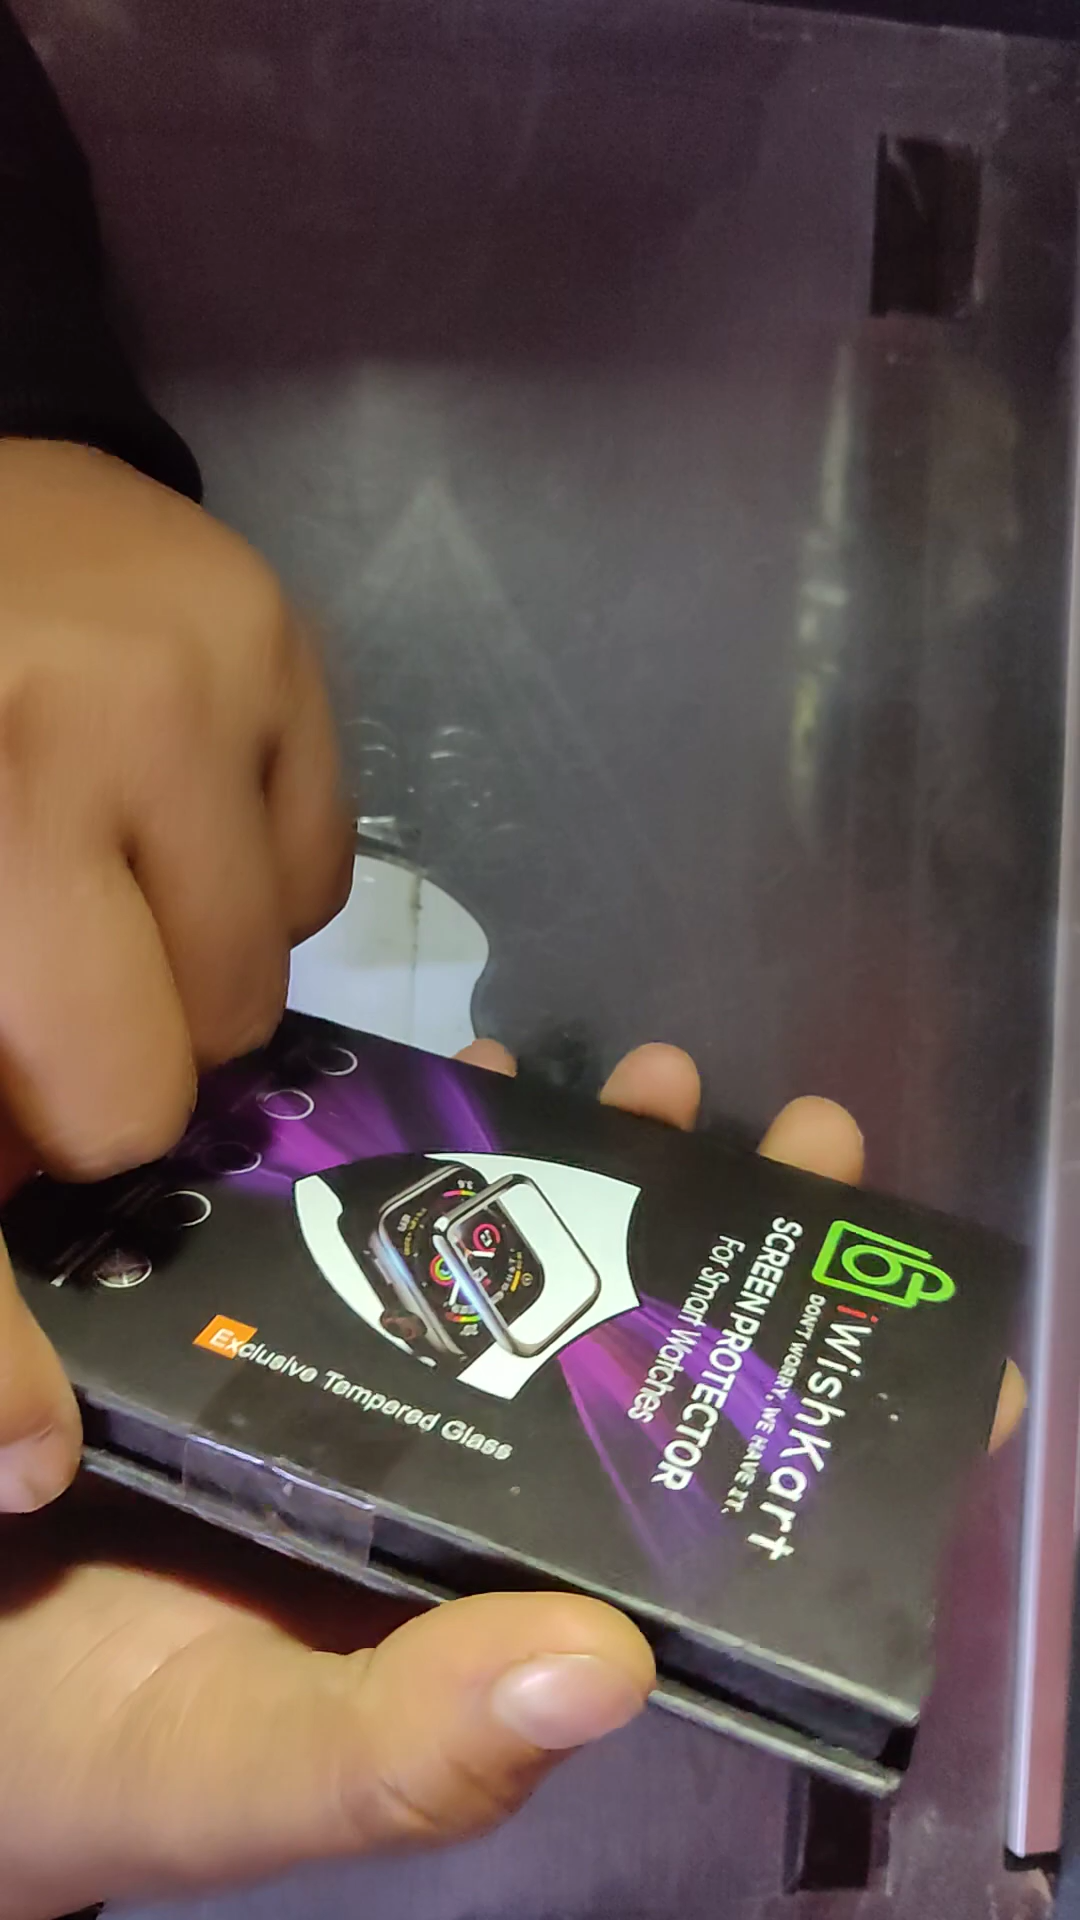 iWishKart
DON'T WORRY, WE HAVE IT.
SCREEN PROTECTOR
For Smart Watches
Exclusive Tempered Glass